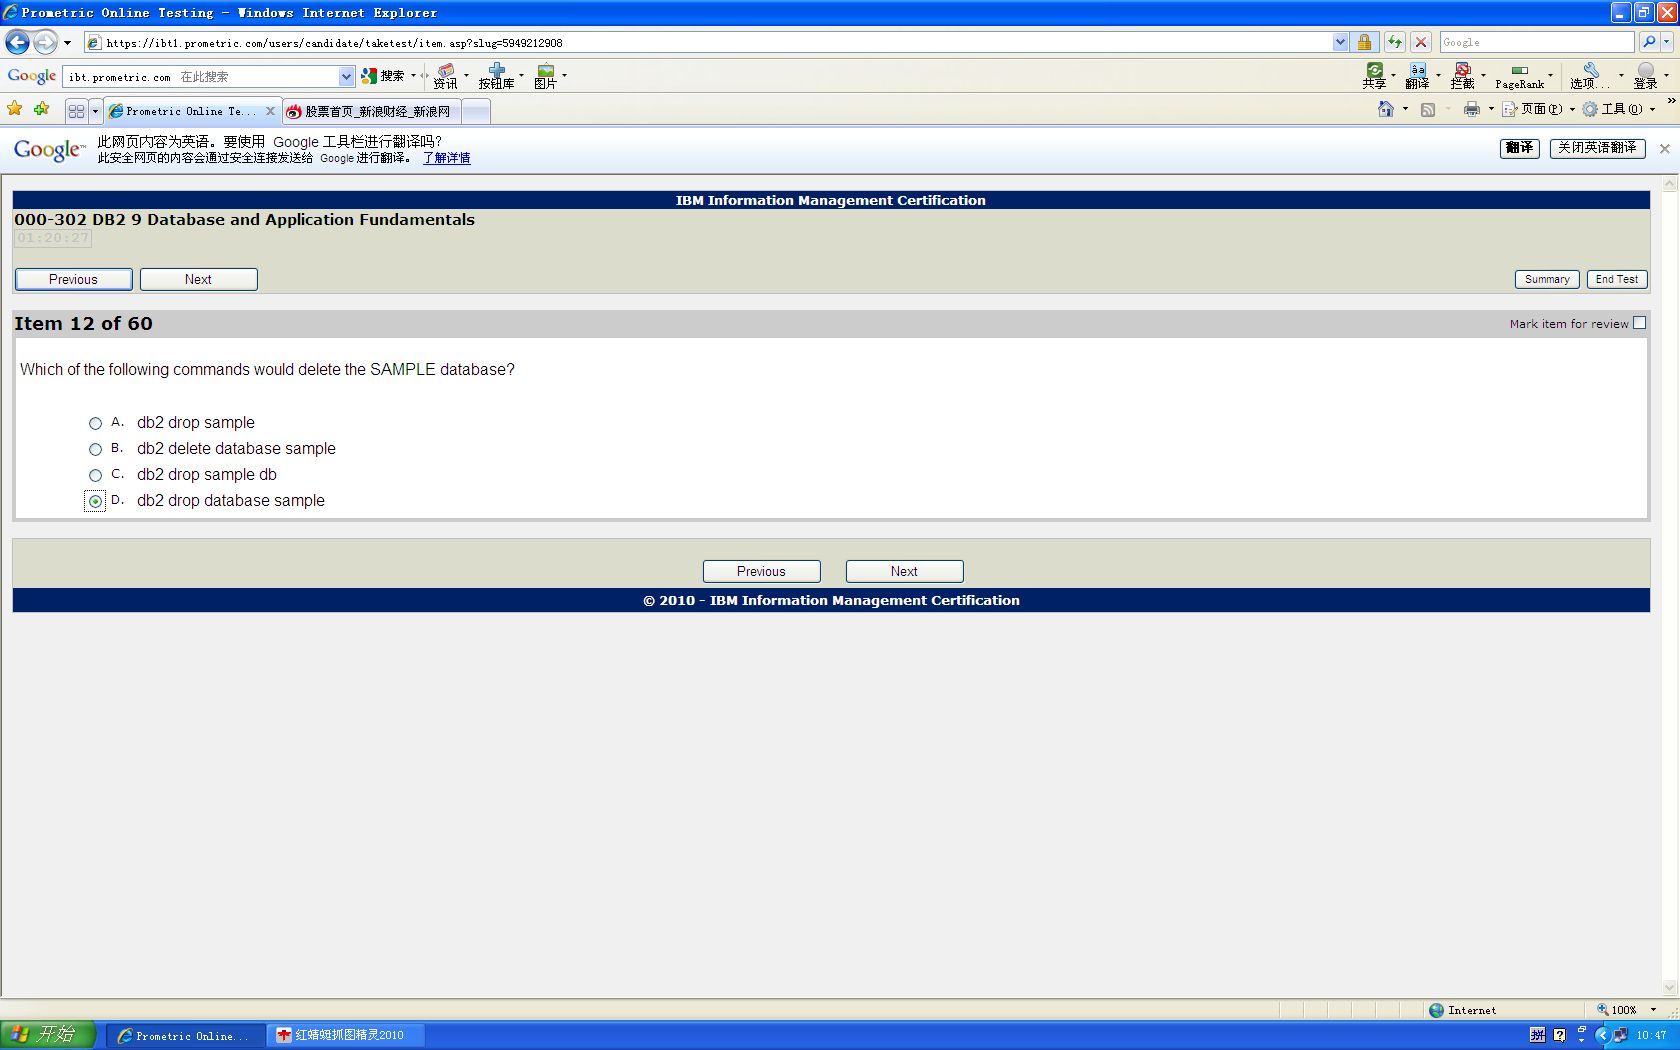 Prometric Online Testing - Windows Internet Explorer
https://ibt1.prometric.com/users/candidate/taketest/item.asp?slug=5949212908
Google
Google ibt.prometric.com 在此搜索 搜索 资讯 按钮库 图片 共享 翻译 拦截 PageRank 选项... 登录
Prometric Online Te... 股票首页_新浪财经_新浪网 页面(P) 工具(O)
Google™ 此网页内容为英语。要使用 Google 工具栏进行翻译吗? 翻译 关闭英语翻译
此安全网页的内容会通过安全连接发送给 Google 进行翻译。 了解详情
IBM Information Management Certification
000-302 DB2 9 Database and Application Fundamentals
01:20:27
Previous Next Summary End Test
Item 12 of 60 Mark item for review
Which of the following commands would delete the SAMPLE database?
A. db2 drop sample
B. db2 delete database sample
C. db2 drop sample db
D. db2 drop database sample
Previous Next
© 2010 - IBM Information Management Certification
Internet 100%
开始 Prometric Online... 红蜻蜓抓图精灵2010 拼 10:47